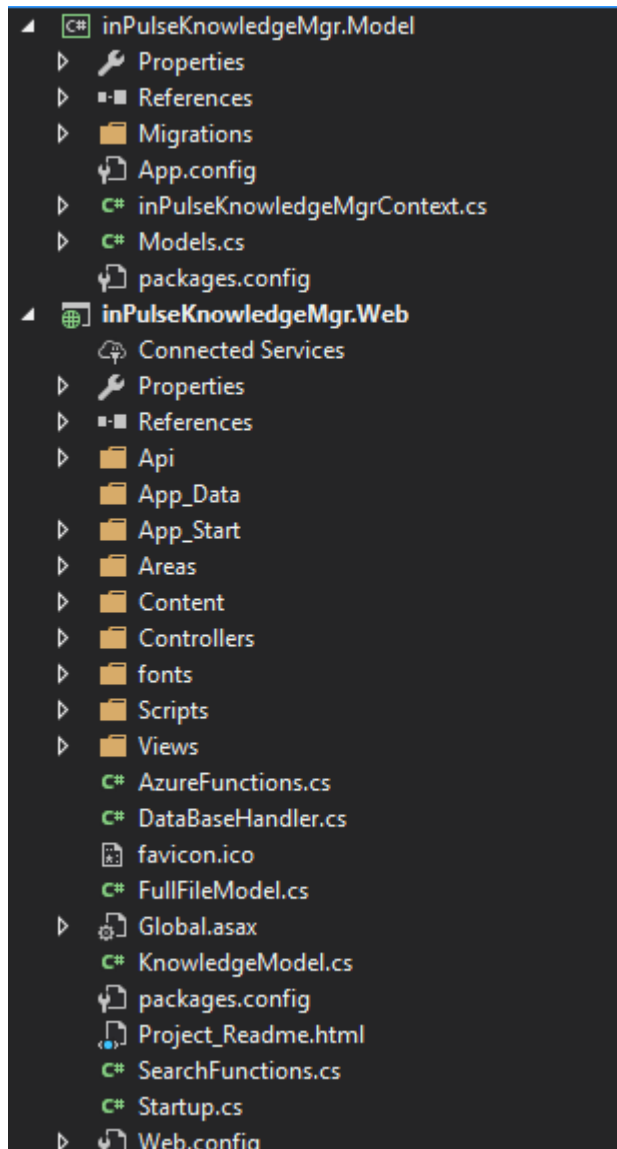 C# inPulseKnowledgeMgr.Model
Properties
References
Migrations
App.config
C# inPulseKnowledgeMgrContext.cs
C# Models.cs
packages.config
inPulseKnowledgeMgr.Web
Connected Services
Properties
References
Api
App_Data
App_Start
Areas
Content
Controllers
fonts
Scripts
Views
C# AzureFunctions.cs
C# DataBaseHandler.cs
favicon.ico
C# FullFileModel.cs
Global.asax
C# KnowledgeModel.cs
packages.config
Project_Readme.html
C# SearchFunctions.cs
C# Startup.cs
Web.config